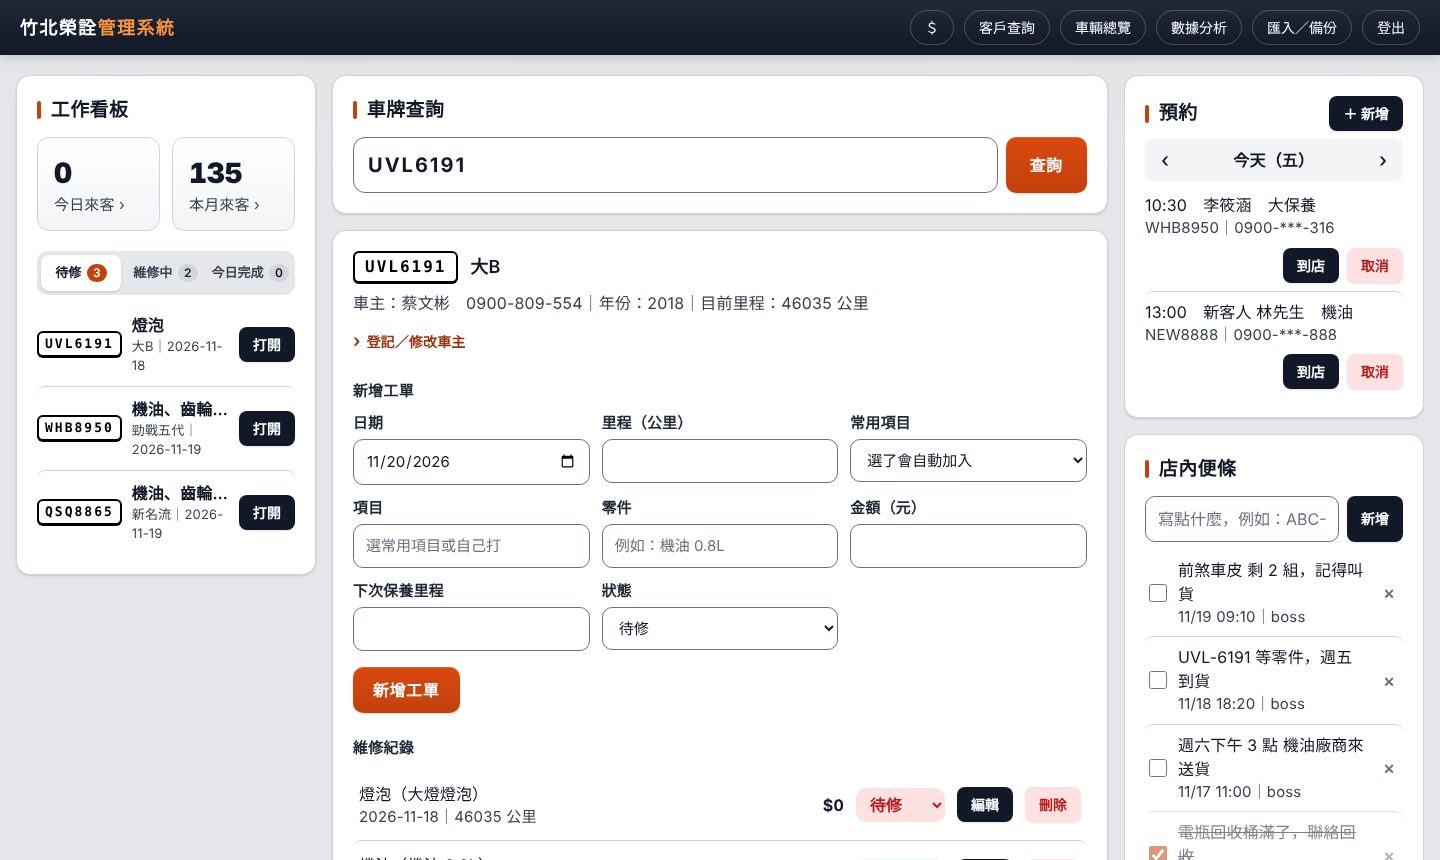 竹北榮詮管理系統
$
客戶查詢
車輛總覽
數據分析
匯入／備份
登出
工作看板
0
今日來客 ›
135
本月來客 ›
待修 3
維修中 2
今日完成 0
UVL6191
燈泡
大B｜2026-11-
18
打開
WHB8950
機油、齒輪...
勁戰五代｜
2026-11-19
打開
QSQ8865
機油、齒輪...
新名流｜2026-
11-19
打開
車牌查詢
UVL6191
查詢
UVL6191 大B
車主：蔡文彬　0900-809-554｜年份：2018｜目前里程：46035 公里
› 登記／修改車主
新增工單
日期
里程（公里）
常用項目
11/20/2026
選了會自動加入
項目
零件
金額（元）
選常用項目或自己打
例如：機油 0.8L
下次保養里程
狀態
待修
新增工單
維修紀錄
燈泡（大燈燈泡）
2026-11-18｜46035 公里
$0
待修
編輯
刪除
預約
＋ 新增
‹ 今天（五） ›
10:30　李筱涵　大保養
WHB8950｜0900-***-316
到店
取消
13:00　新客人 林先生　機油
NEW8888｜0900-***-888
到店
取消
店內便條
寫點什麼，例如：ABC-
新增
前煞車皮 剩 2 組，記得叫
貨
11/19 09:10｜boss
×
UVL-6191 等零件，週五
到貨
11/18 18:20｜boss
×
週六下午 3 點 機油廠商來
送貨
11/17 11:00｜boss
×
電瓶回收桶滿了，聯絡回
收
×